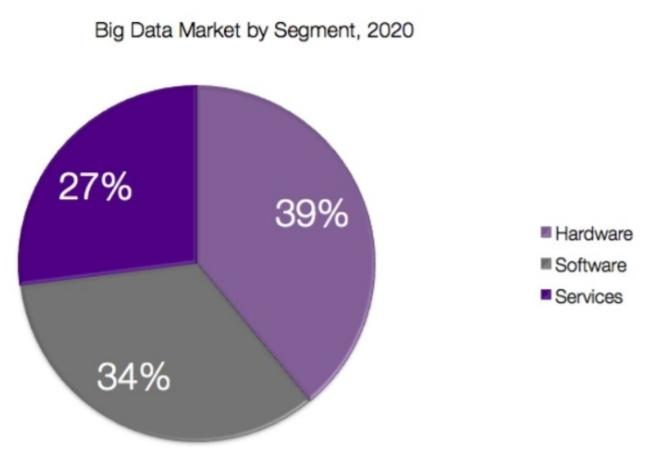 Big Data Market by Segment, 2020
27%
39%
34%
Hardware
Software
Services